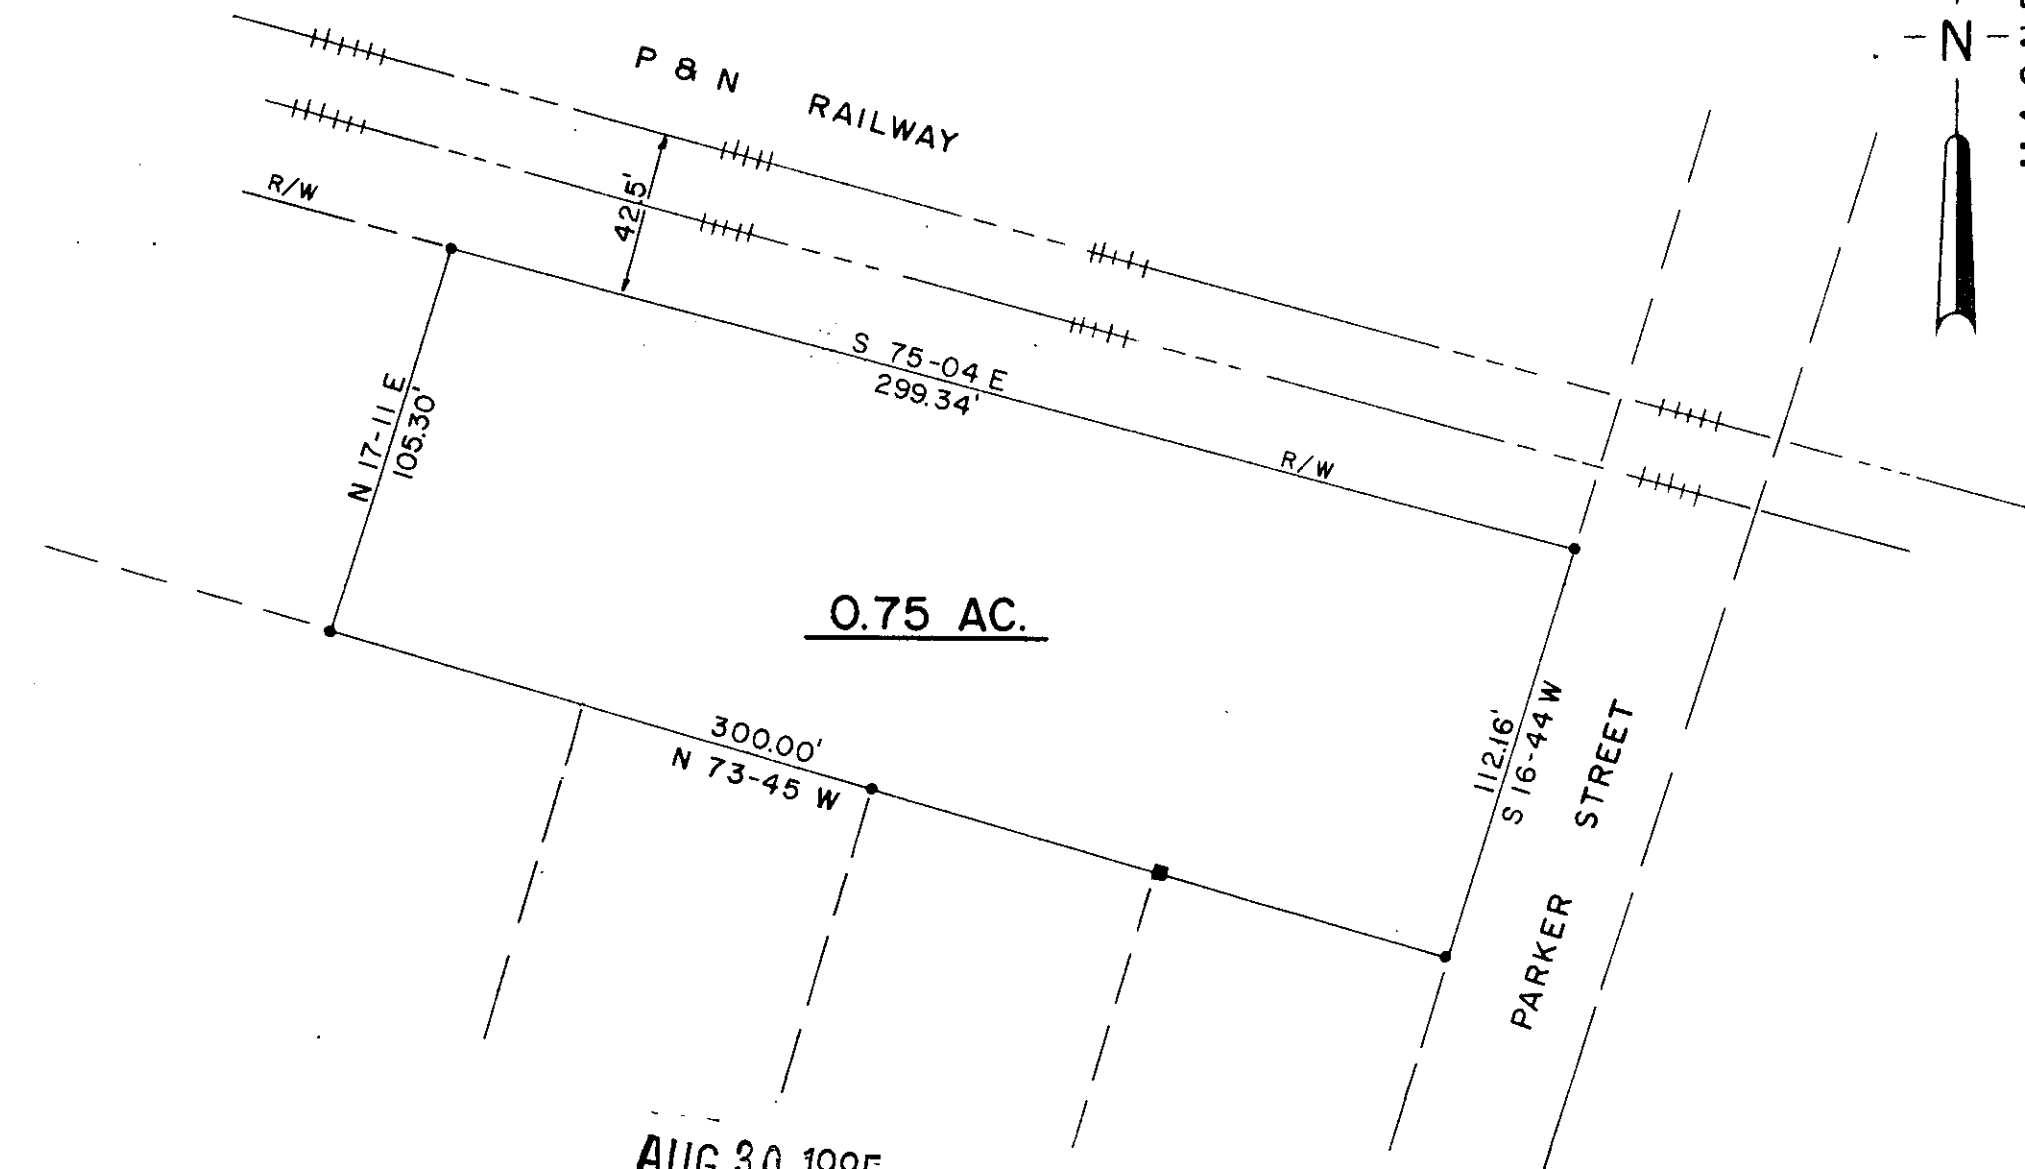 N
P & N RAILWAY
R/W
42.5'
S 75-04 E
299.34'
R/W
N 17-11 E
105.30'
0.75 AC.
300.00'
N 73-45 W
112.16'
S 16-44 W
PARKER STREET
AUG 30